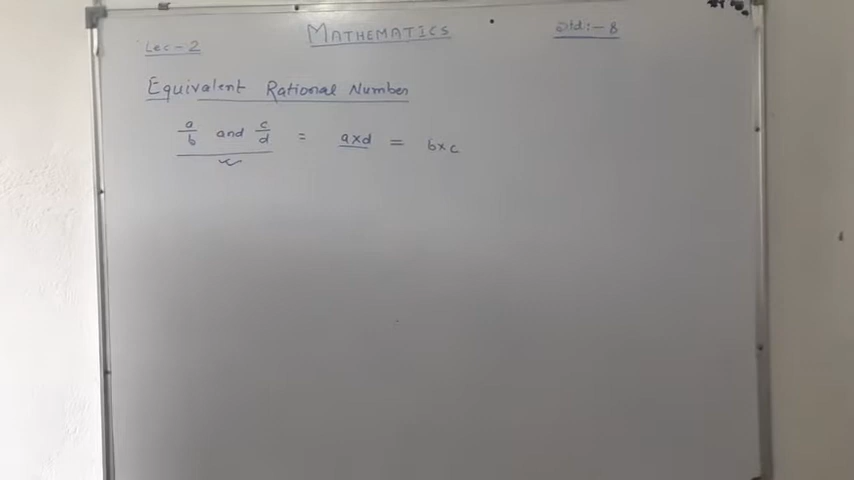 Lec-2
MATHEMATICS
Std:- 8
Equivalent Rational Number
a/b and c/d = a×d = b×c